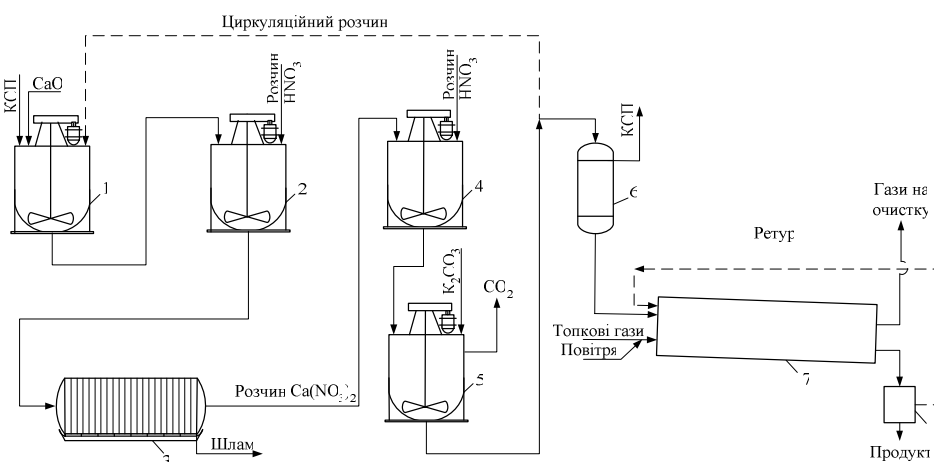 Циркуляційний розчин
КСП
CaO
Розчин
HNO3
Розчин
HNO3
КСП
1
2
4
6
Гази на
очистку
Ретур
K2CO3
CO2
Топкові гази
Повітря
7
5
Розчин Ca(NO3)2
Шлам
3
Продукт